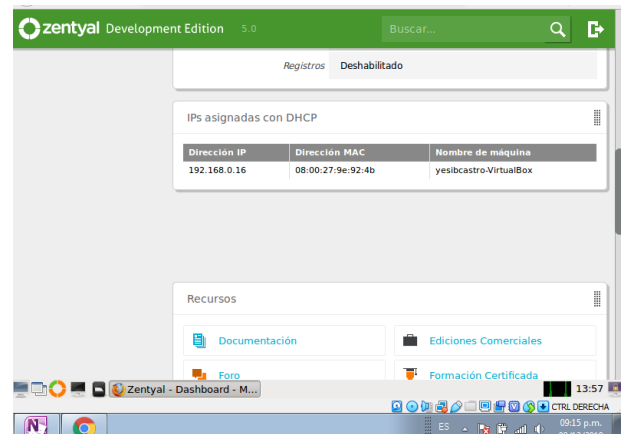 zentyal Development Edition 5.0 Buscar...
Registros Deshabilitado
IPs asignadas con DHCP
Dirección IP Dirección MAC Nombre de máquina
192.168.0.16 08:00:27:9e:92:4b yesibcastro-VirtualBox
Recursos
Documentación Ediciones Comerciales
Foro Formación Certificada
Zentyal - Dashboard - M... 13:57
CTRL DERECHA
N ES 09:15 p.m.